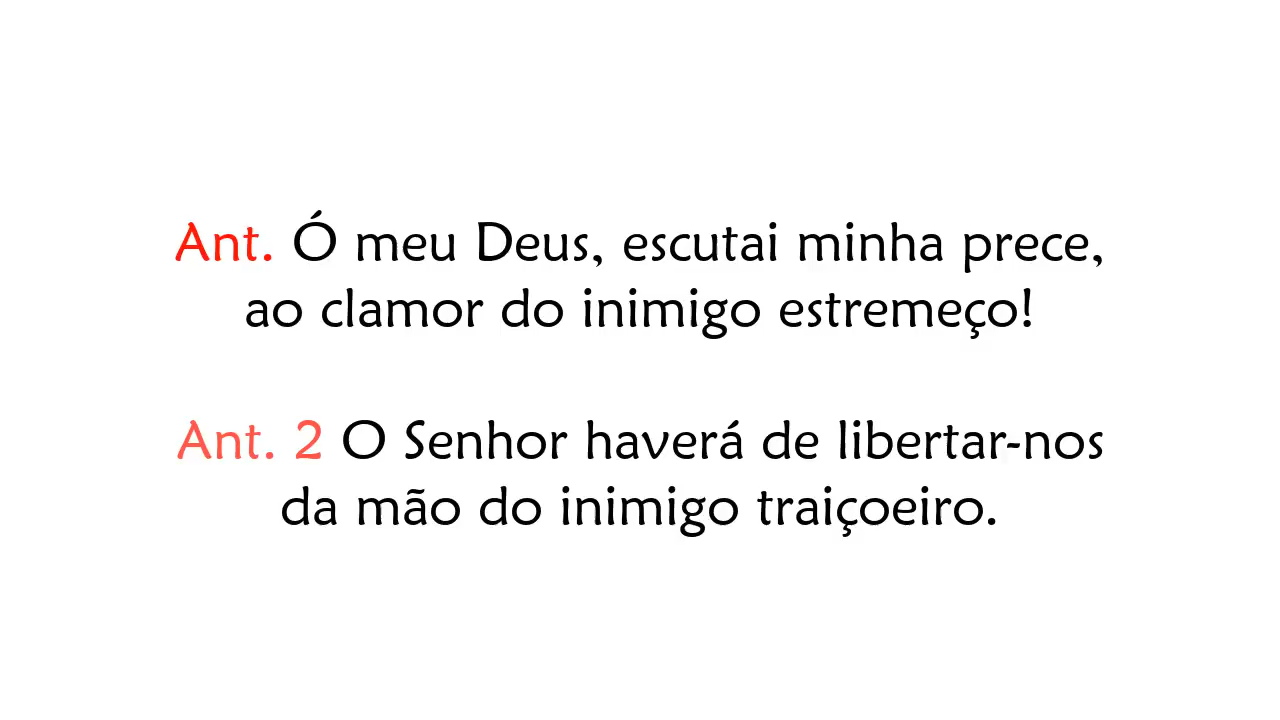 Ant. Ó meu Deus, escutai minha prece,
ao clamor do inimigo estremeço!
Ant. 2 O Senhor haverá de libertar-nos
da mão do inimigo traiçoeiro.